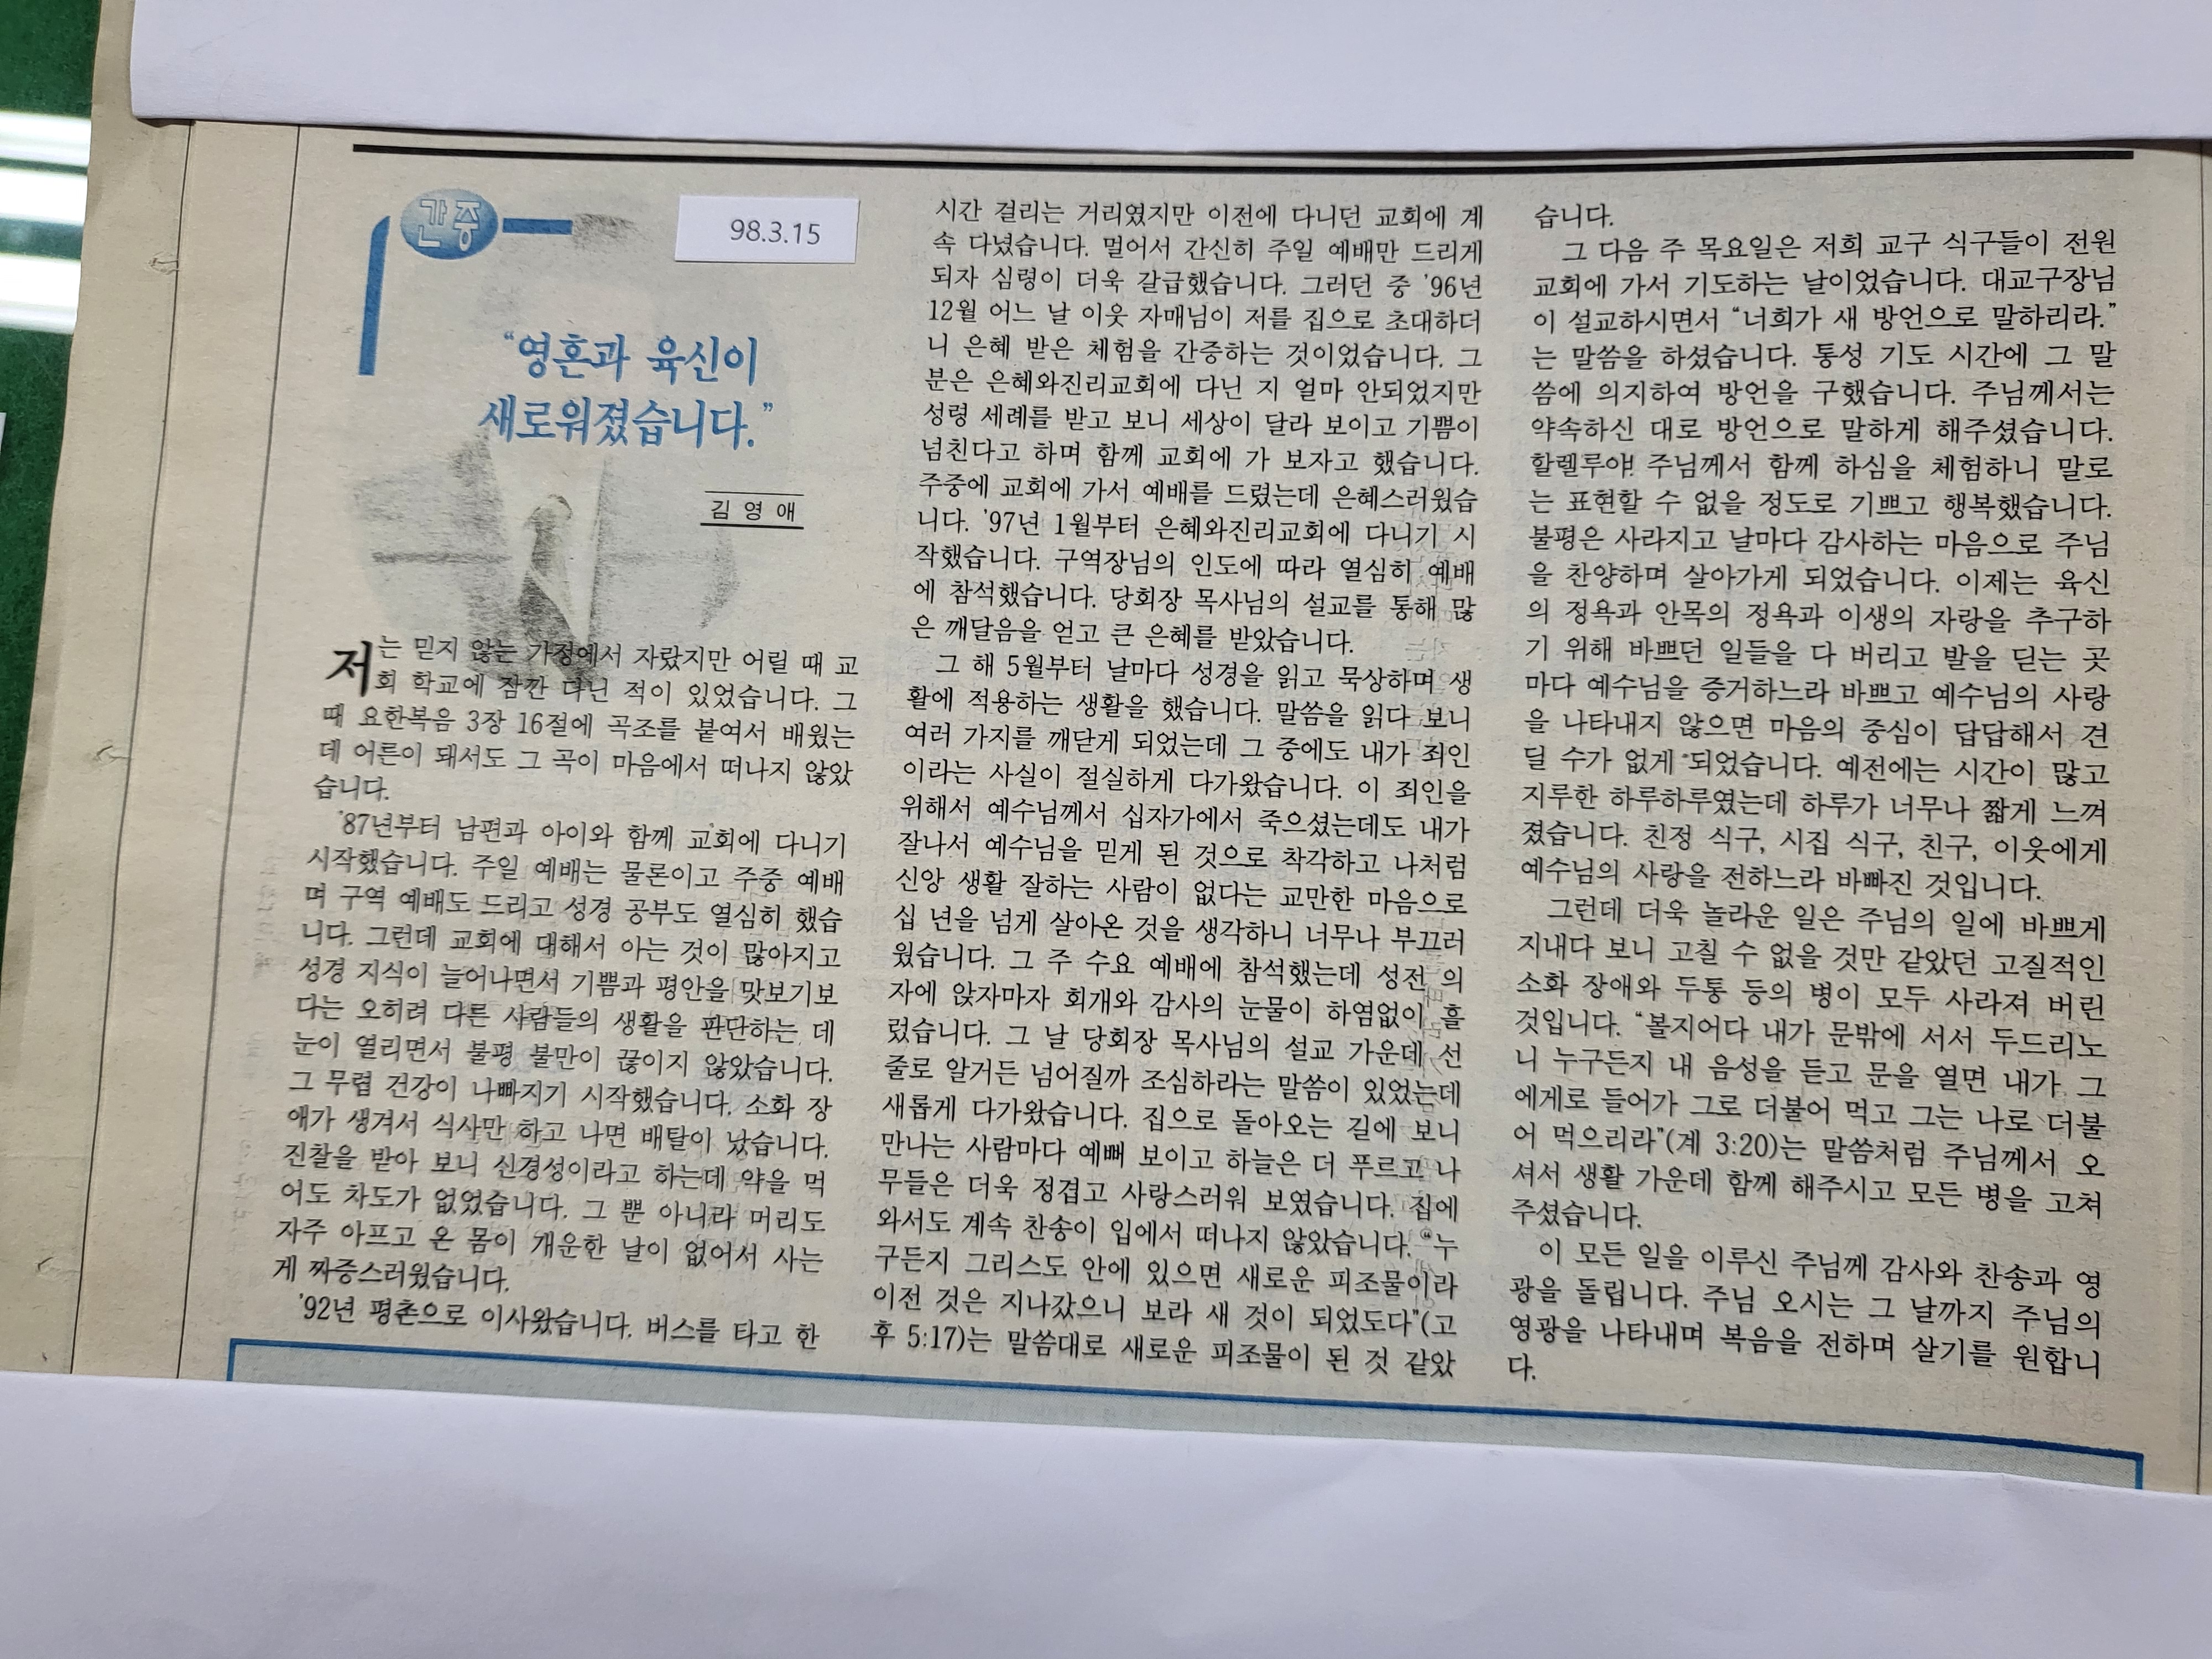 간증
98.3.15
“영혼과 육신이
새로워졌습니다.”
김 영 애
저는 믿지 않는 가정에서 자랐지만 어릴 때 교
회 학교에 잠깐 다닌 적이 있었습니다. 그
때 요한복음 3장 16절에 곡조를 붙여서 배웠는
데 어른이 돼서도 그 곡이 마음에서 떠나지 않았
습니다.
'87년부터 남편과 아이와 함께 교회에 다니기
시작했습니다. 주일 예배는 물론이고 주중 예배
며 구역 예배도 드리고 성경 공부도 열심히 했습
니다. 그런데 교회에 대해서 아는 것이 많아지고
성경 지식이 늘어나면서 기쁨과 평안을 맛보기보
다는 오히려 다른 사람들의 생활을 판단하는 데
눈이 열리면서 불평 불만이 끊이지 않았습니다.
그 무렵 건강이 나빠지기 시작했습니다. 소화 장
애가 생겨서 식사만 하고 나면 배탈이 났습니다.
진찰을 받아 보니 신경성이라고 하는데 약을 먹
어도 차도가 없었습니다. 그 뿐 아니라 머리도
자주 아프고 온 몸이 개운한 날이 없어서 사는
게 짜증스러웠습니다.
'92년 평촌으로 이사왔습니다. 버스를 타고 한
시간 걸리는 거리였지만 이전에 다니던 교회에 계
속 다녔습니다. 멀어서 간신히 주일 예배만 드리게
되자 심령이 더욱 갈급했습니다. 그러던 중 '96년
12월 어느 날 이웃 자매님이 저를 집으로 초대하더
니 은혜 받은 체험을 간증하는 것이었습니다. 그
분은 은혜와진리교회에 다닌 지 얼마 안되었지만
성령 세례를 받고 보니 세상이 달라 보이고 기쁨이
넘친다고 하며 함께 교회에 가 보자고 했습니다.
주중에 교회에 가서 예배를 드렸는데 은혜스러웠습
니다. '97년 1월부터 은혜와진리교회에 다니기 시
작했습니다. 구역장님의 인도에 따라 열심히 예배
에 참석했습니다. 당회장 목사님의 설교를 통해 많
은 깨달음을 얻고 큰 은혜를 받았습니다.
그 해 5월부터 날마다 성경을 읽고 묵상하며 생
활에 적용하는 생활을 했습니다. 말씀을 읽다 보니
여러 가지를 깨닫게 되었는데 그 중에도 내가 죄인
이라는 사실이 절실하게 다가왔습니다. 이 죄인을
위해서 예수님께서 십자가에서 죽으셨는데도 내가
잘나서 예수님을 믿게 된 것으로 착각하고 나처럼
신앙 생활 잘하는 사람이 없다는 교만한 마음으로
십 년을 넘게 살아온 것을 생각하니 너무나 부끄러
웠습니다. 그 주 수요 예배에 참석했는데 성전 의
자에 앉자마자 회개와 감사의 눈물이 하염없이 흘
렀습니다. 그 날 당회장 목사님의 설교 가운데 선
줄로 알거든 넘어질까 조심하라는 말씀이 있었는데
새롭게 다가왔습니다. 집으로 돌아오는 길에 보니
만나는 사람마다 예뻐 보이고 하늘은 더 푸르고 나
무들은 더욱 정겹고 사랑스러워 보였습니다. 집에
와서도 계속 찬송이 입에서 떠나지 않았습니다. “누
구든지 그리스도 안에 있으면 새로운 피조물이라
이전 것은 지나갔으니 보라 새 것이 되었도다”(고
후 5:17)는 말씀대로 새로운 피조물이 된 것 같았
습니다.
그 다음 주 목요일은 저희 교구 식구들이 전원
교회에 가서 기도하는 날이었습니다. 대교구장님
이 설교하시면서 “너희가 새 방언으로 말하리라.”
는 말씀을 하셨습니다. 통성 기도 시간에 그 말
씀에 의지하여 방언을 구했습니다. 주님께서는
약속하신 대로 방언으로 말하게 해주셨습니다.
할렐루야! 주님께서 함께 하심을 체험하니 말로
는 표현할 수 없을 정도로 기쁘고 행복했습니다.
불평은 사라지고 날마다 감사하는 마음으로 주님
을 찬양하며 살아가게 되었습니다. 이제는 육신
의 정욕과 안목의 정욕과 이생의 자랑을 추구하
기 위해 바쁘던 일들을 다 버리고 발을 딛는 곳
마다 예수님을 증거하느라 바쁘고 예수님의 사랑
을 나타내지 않으면 마음의 중심이 답답해서 견
딜 수가 없게 되었습니다. 예전에는 시간이 많고
지루한 하루하루였는데 하루가 너무나 짧게 느껴
졌습니다. 친정 식구, 시집 식구, 친구, 이웃에게
예수님의 사랑을 전하느라 바빠진 것입니다.
그런데 더욱 놀라운 일은 주님의 일에 바쁘게
지내다 보니 고칠 수 없을 것만 같았던 고질적인
소화 장애와 두통 등의 병이 모두 사라져 버린
것입니다. “볼지어다 내가 문밖에 서서 두드리노
니 누구든지 내 음성을 듣고 문을 열면 내가 그
에게로 들어가 그로 더불어 먹고 그는 나로 더불
어 먹으리라”(계 3:20)는 말씀처럼 주님께서 오
셔서 생활 가운데 함께 해주시고 모든 병을 고쳐
주셨습니다.
이 모든 일을 이루신 주님께 감사와 찬송과 영
광을 돌립니다. 주님 오시는 그 날까지 주님의
영광을 나타내며 복음을 전하며 살기를 원합니
다.